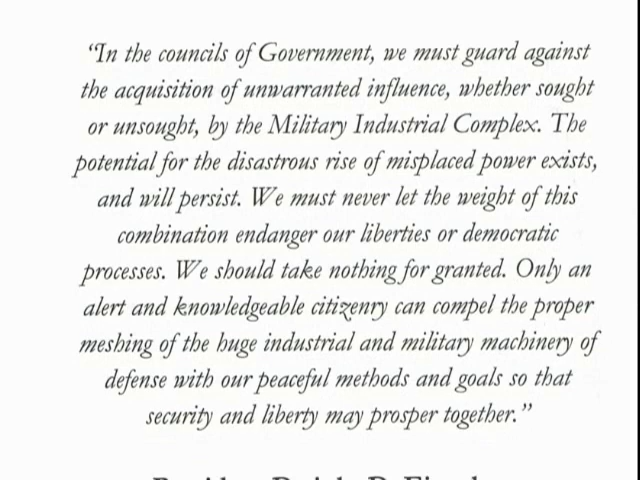 “In the councils of Government, we must guard against
the acquisition of unwarranted influence, whether sought
or unsought, by the Military Industrial Complex. The
potential for the disastrous rise of misplaced power exists,
and will persist. We must never let the weight of this
combination endanger our liberties or democratic
processes. We should take nothing for granted. Only an
alert and knowledgeable citizenry can compel the proper
meshing of the huge industrial and military machinery of
defense with our peaceful methods and goals so that
security and liberty may prosper together.”